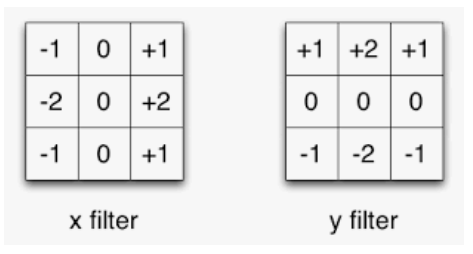 -1 0 +1 +1 +2 +1
-2 0 +2 0 0 0
-1 0 +1 -1 -2 -1
x filter y filter